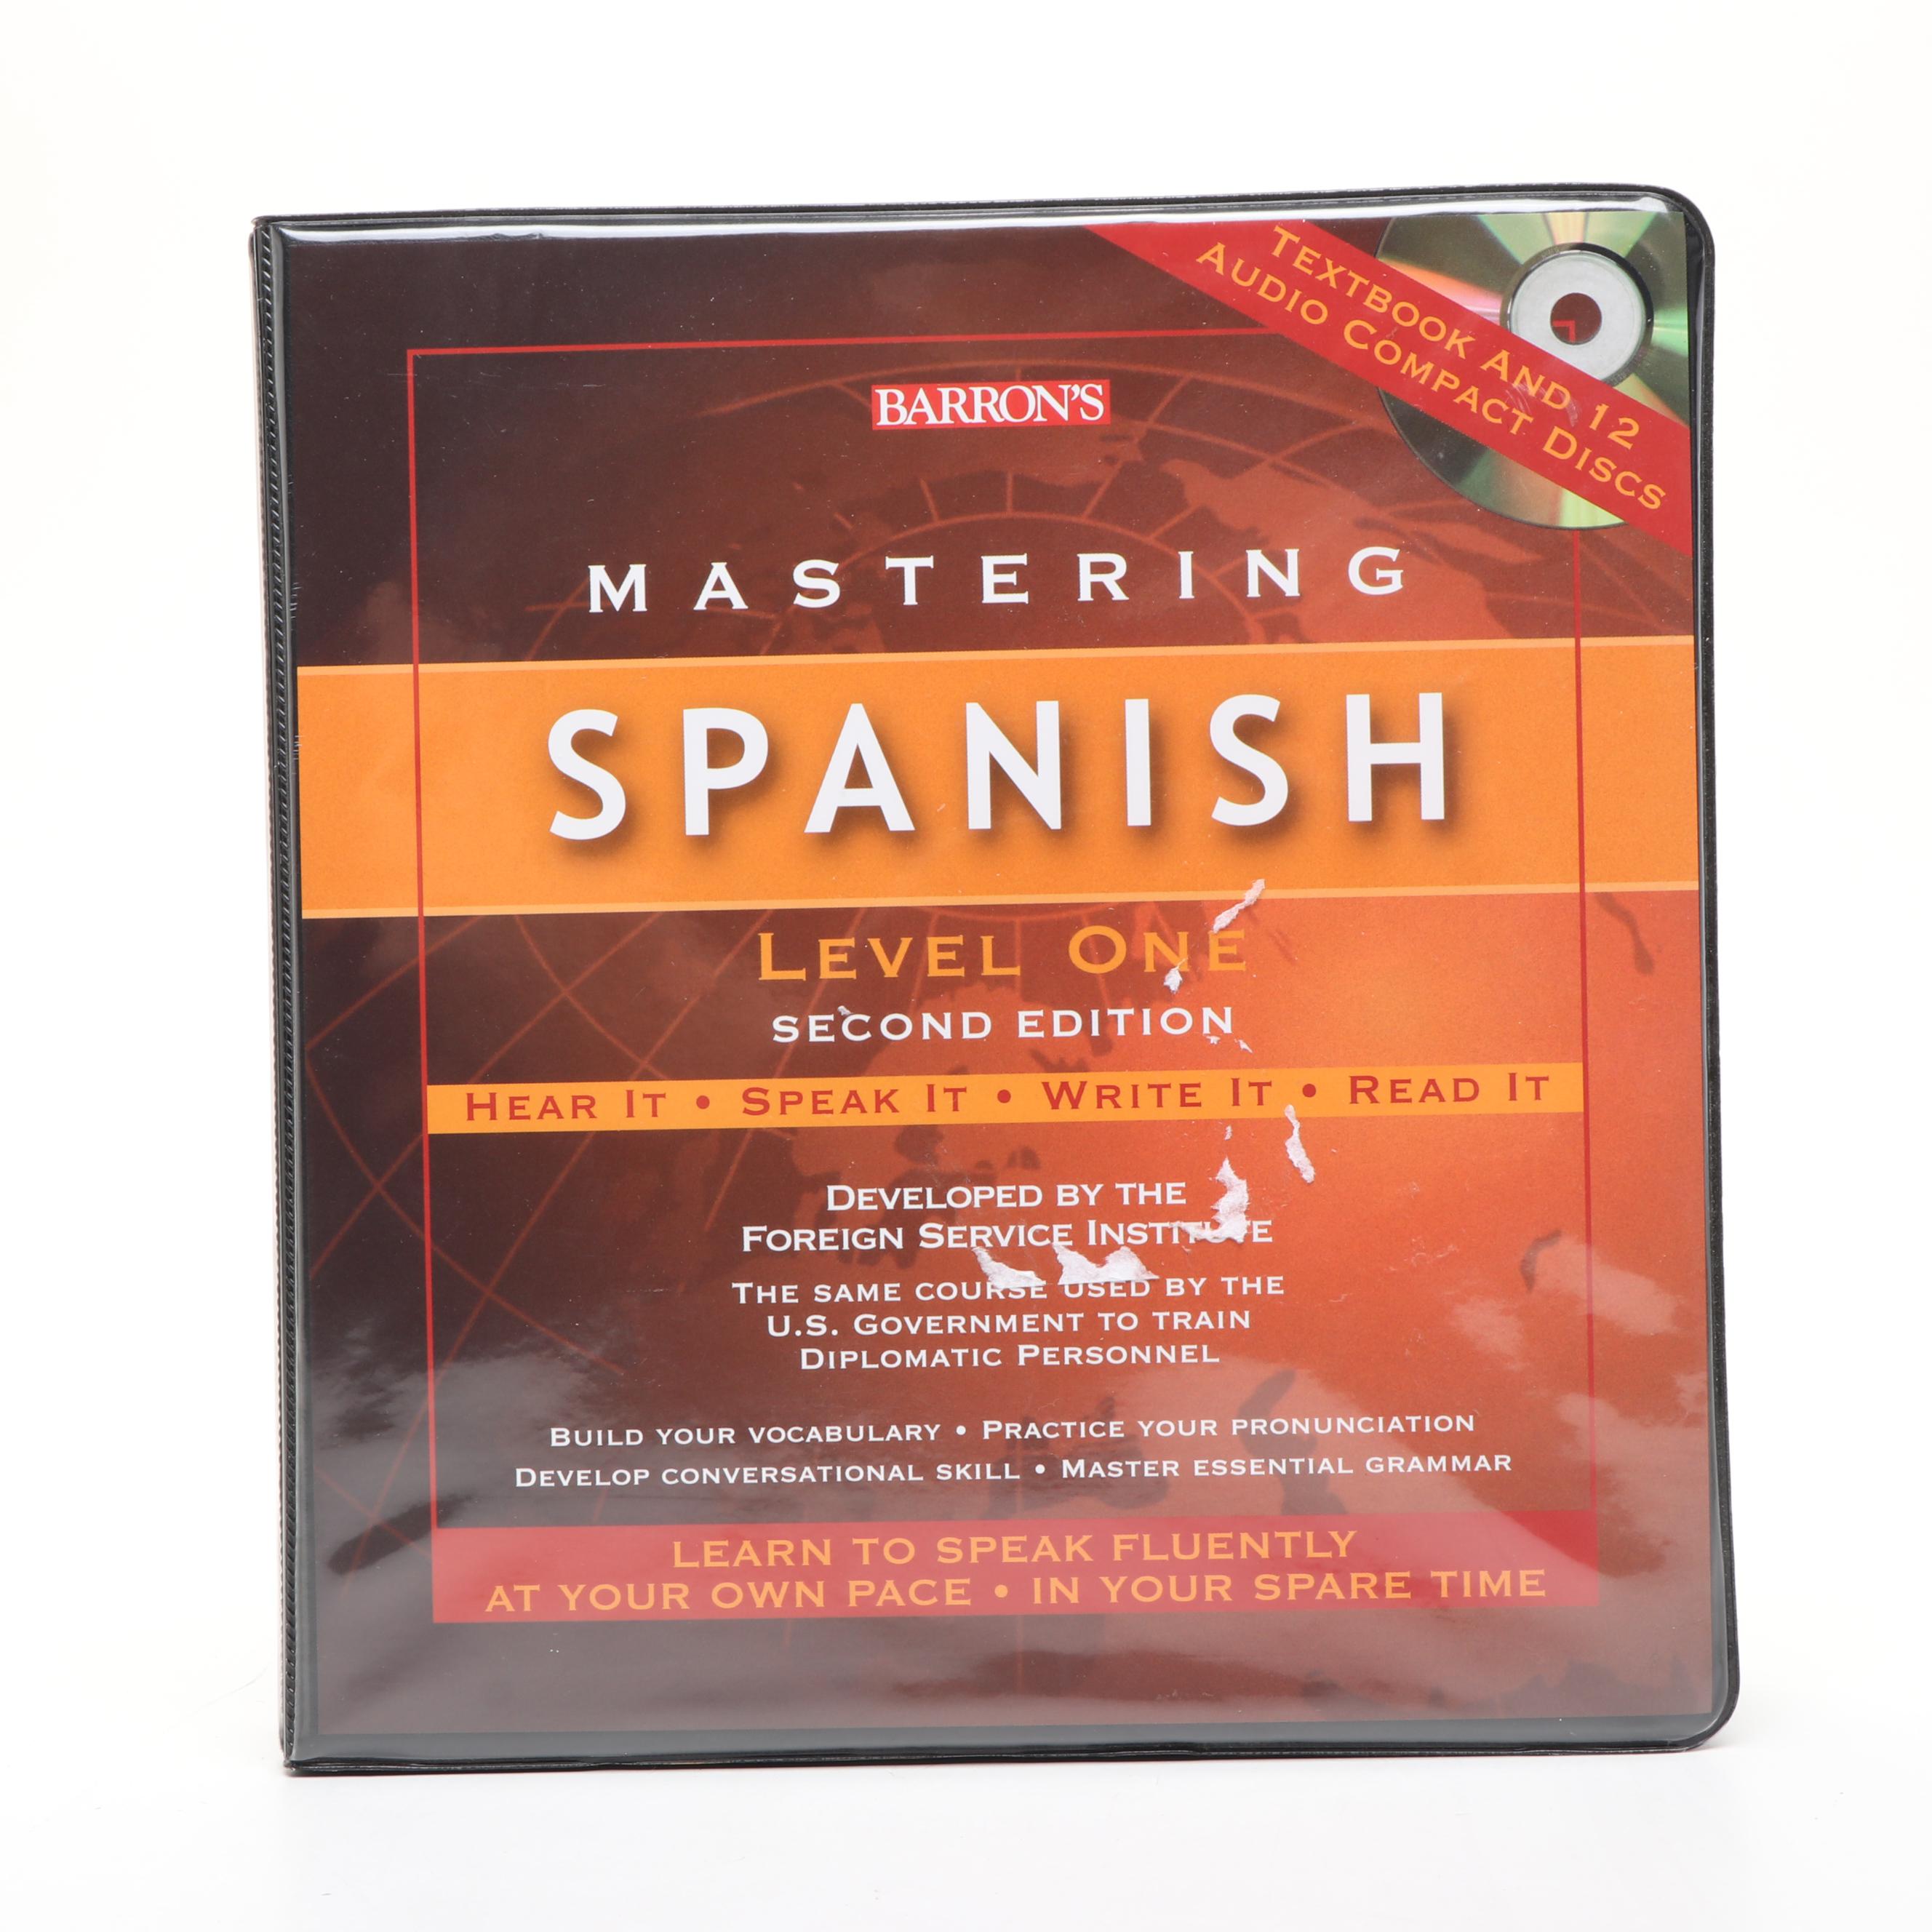 TEXTBOOK AND 12
AUDIO COMPACT DISCS
BARRON'S
MASTERING
SPANISH
LEVEL ONE
SECOND EDITION
HEAR IT • SPEAK IT • WRITE IT • READ IT
DEVELOPED BY THE
FOREIGN SERVICE INSTITUTE
THE SAME COURSE USED BY THE
U.S. GOVERNMENT TO TRAIN
DIPLOMATIC PERSONNEL
BUILD YOUR VOCABULARY • PRACTICE YOUR PRONUNCIATION
DEVELOP CONVERSATIONAL SKILL • MASTER ESSENTIAL GRAMMAR
LEARN TO SPEAK FLUENTLY
AT YOUR OWN PACE • IN YOUR SPARE TIME